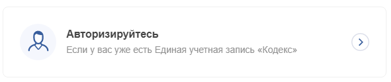 Авторизируйтесь
Если у вас уже есть Единая учетная запись «Кодекс»